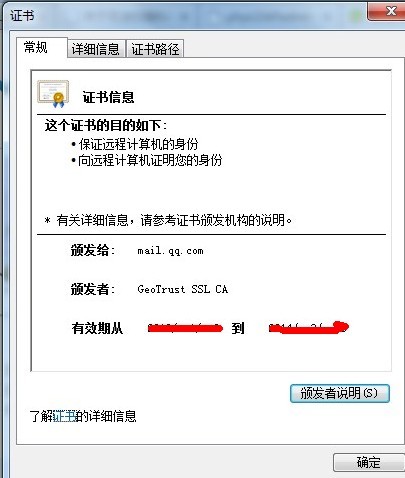 证书
常规 详细信息 证书路径
证书信息
这个证书的目的如下:
• 保证远程计算机的身份
• 向远程计算机证明您的身份
* 有关详细信息，请参考证书颁发机构的说明。
颁发给: mail.qq.com
颁发者: GeoTrust SSL CA
有效期从 到
颁发者说明(S)
了解证书的详细信息
确定